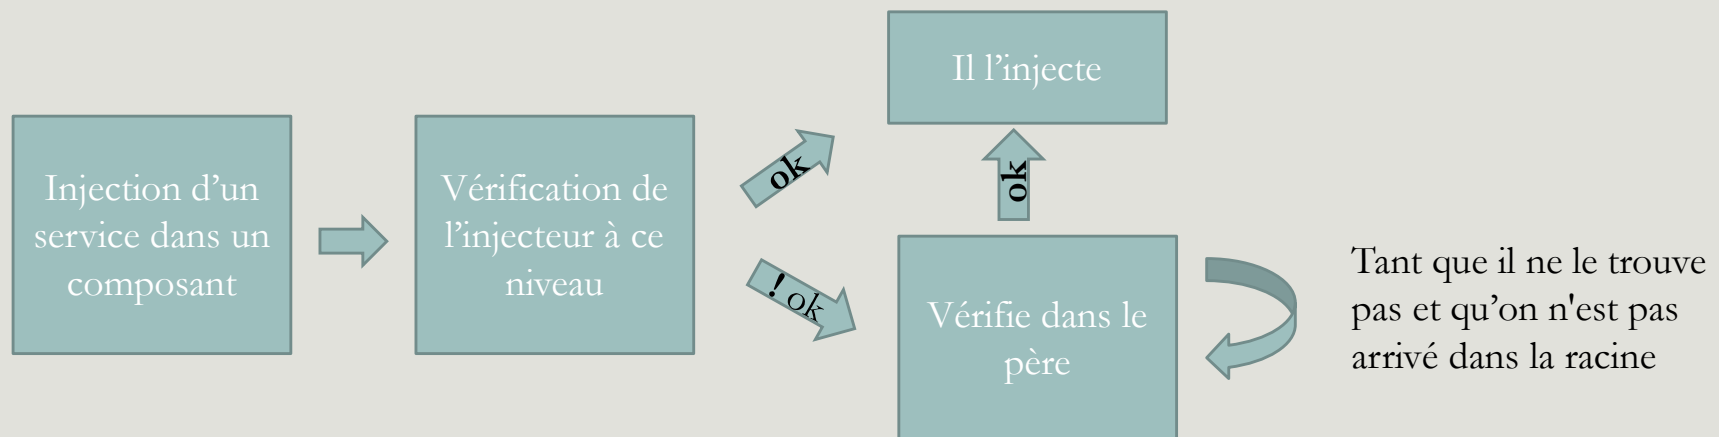 Injection d'un
service dans un
composant
Vérification de
l'injecteur à ce
niveau
ok
! ok
Il l'injecte
ok
Vérifie dans le
père
Tant que il ne le trouve
pas et qu'on n'est pas
arrivé dans la racine